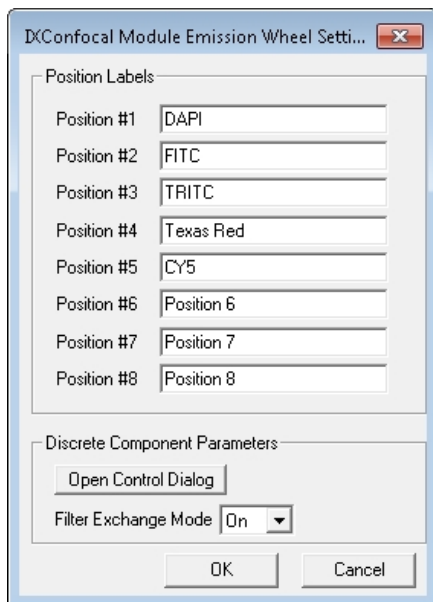 IXConfocal Module Emission Wheel Setti...
Position Labels
Position #1 DAPI
Position #2 FITC
Position #3 TRITC
Position #4 Texas Red
Position #5 CY5
Position #6 Position 6
Position #7 Position 7
Position #8 Position 8
Discrete Component Parameters
Open Control Dialog
Filter Exchange Mode On
OK Cancel